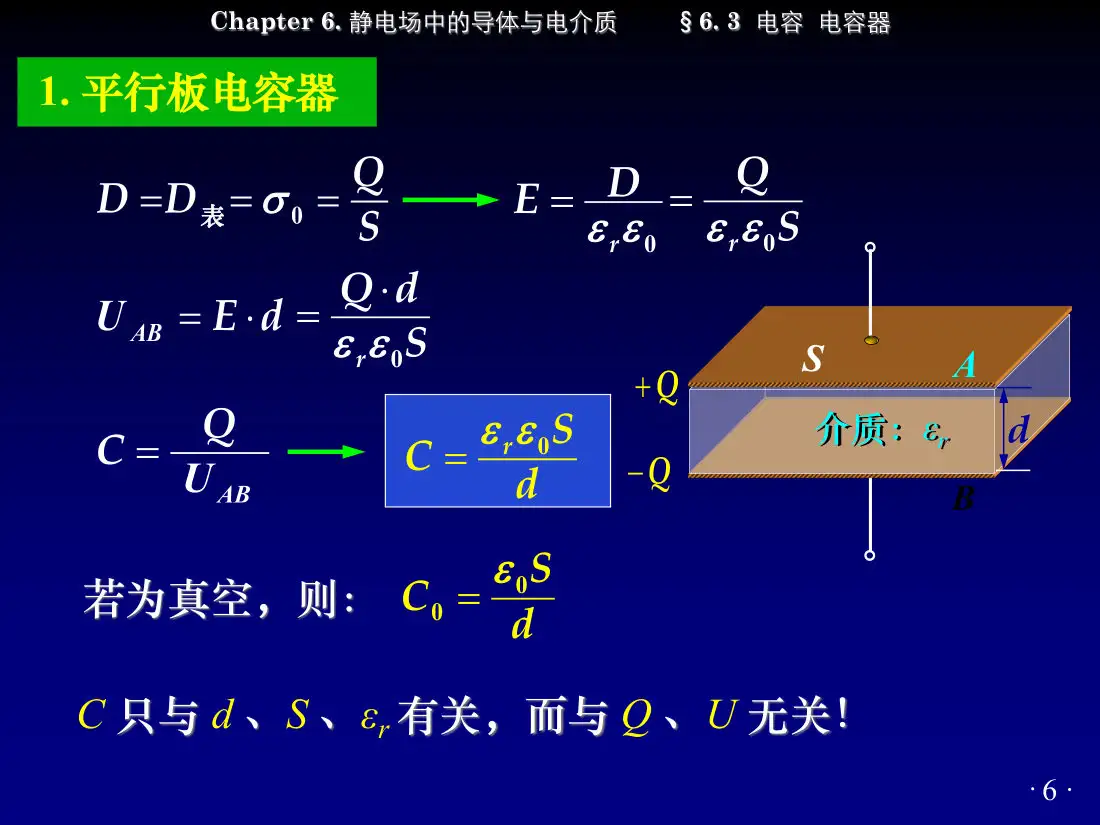 Chapter 6. 静电场中的导体与电介质 §6.3 电容 电容器
1. 平行板电容器
D = D表 = σ0 = Q/S → E = D/(εrε0) = Q/(εrε0S)
UAB = E·d = Q·d/(εrε0S)
C = Q/UAB → C = εrε0S/d
S
A
+Q
介质：εr
d
−Q
B
若为真空，则： C0 = ε0S/d
C 只与 d 、S 、εr 有关，而与 Q 、U 无关！
·6·